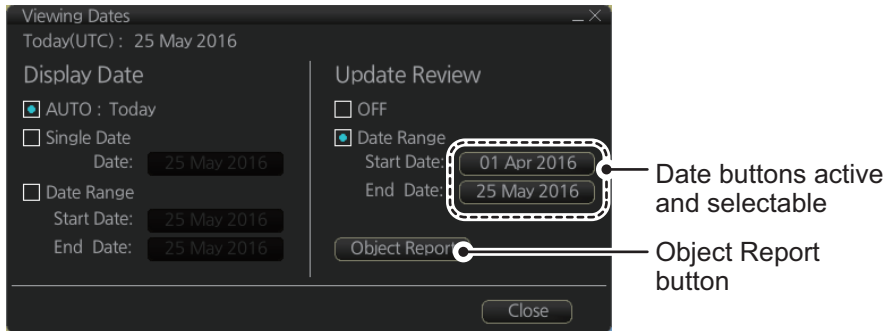 Viewing Dates
Today(UTC) : 25 May 2016
Display Date
AUTO : Today
Single Date
Date: 25 May 2016
Date Range
Start Date: 25 May 2016
End Date: 25 May 2016
Update Review
OFF
Date Range
Start Date: 01 Apr 2016
End Date: 25 May 2016
Object Report
Close
Date buttons active
and selectable
Object Report
button